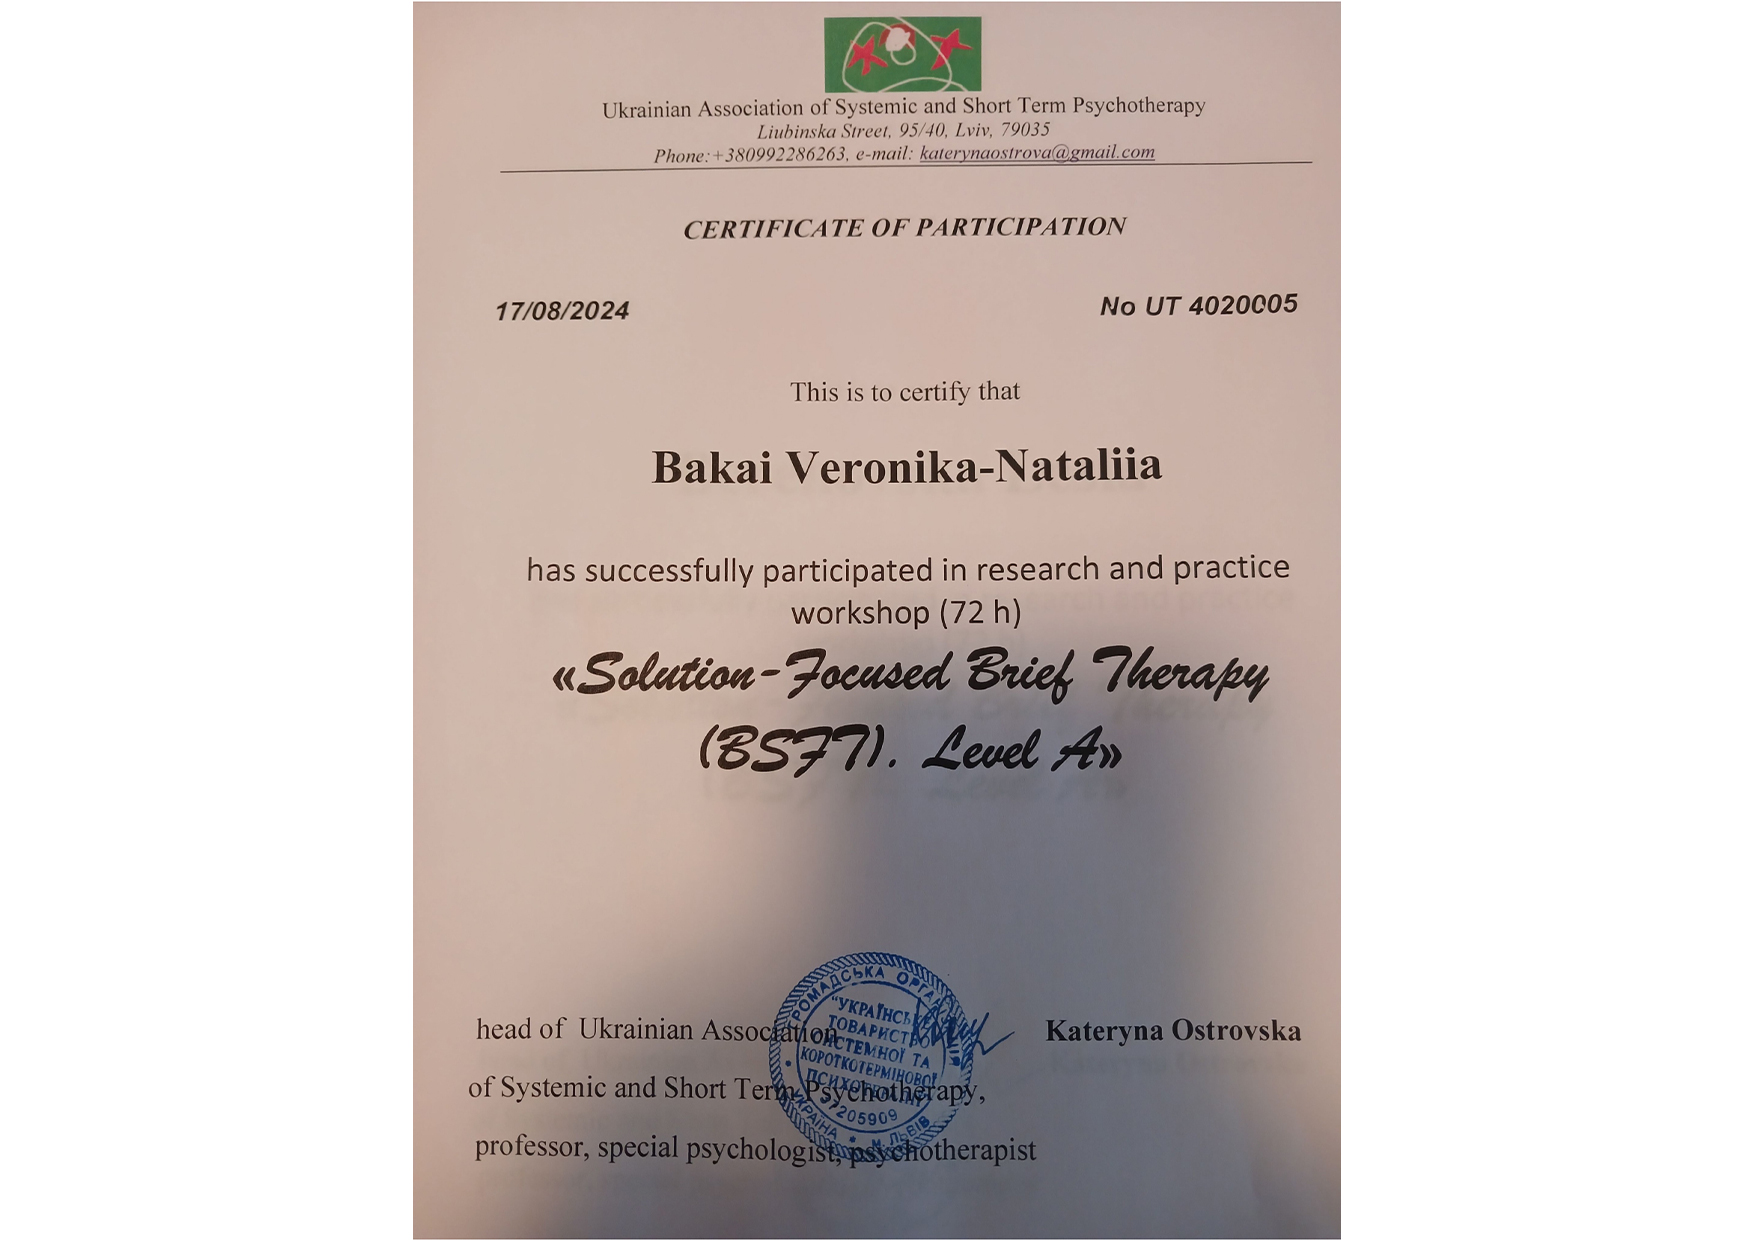 Ukrainian Association of Systemic and Short Term Psychotherapy
Liubinska Street, 95/40, Lviv, 79035
Phone:+380992286263, e-mail: katerynaostrova@gmail.com
CERTIFICATE OF PARTICIPATION
17/08/2024
No UT 4020005
This is to certify that
Bakai Veronika-Nataliia
has successfully participated in research and practice
workshop (72 h)
«Solution-Focused Brief Therapy
(BSFT). Level A»
head of Ukrainian Association
Kateryna Ostrovska
of Systemic and Short Term Psychotherapy,
professor, special psychologist, psychotherapist
ГРОМАДСЬКА
"УКРАЇНСЬКЕ
ТОВАРИСТВО
СИСТЕМНОЇ ТА
КОРОТКОТЕРМІНОВОЇ
УКРАЇНА * М. ЛЬВІВ